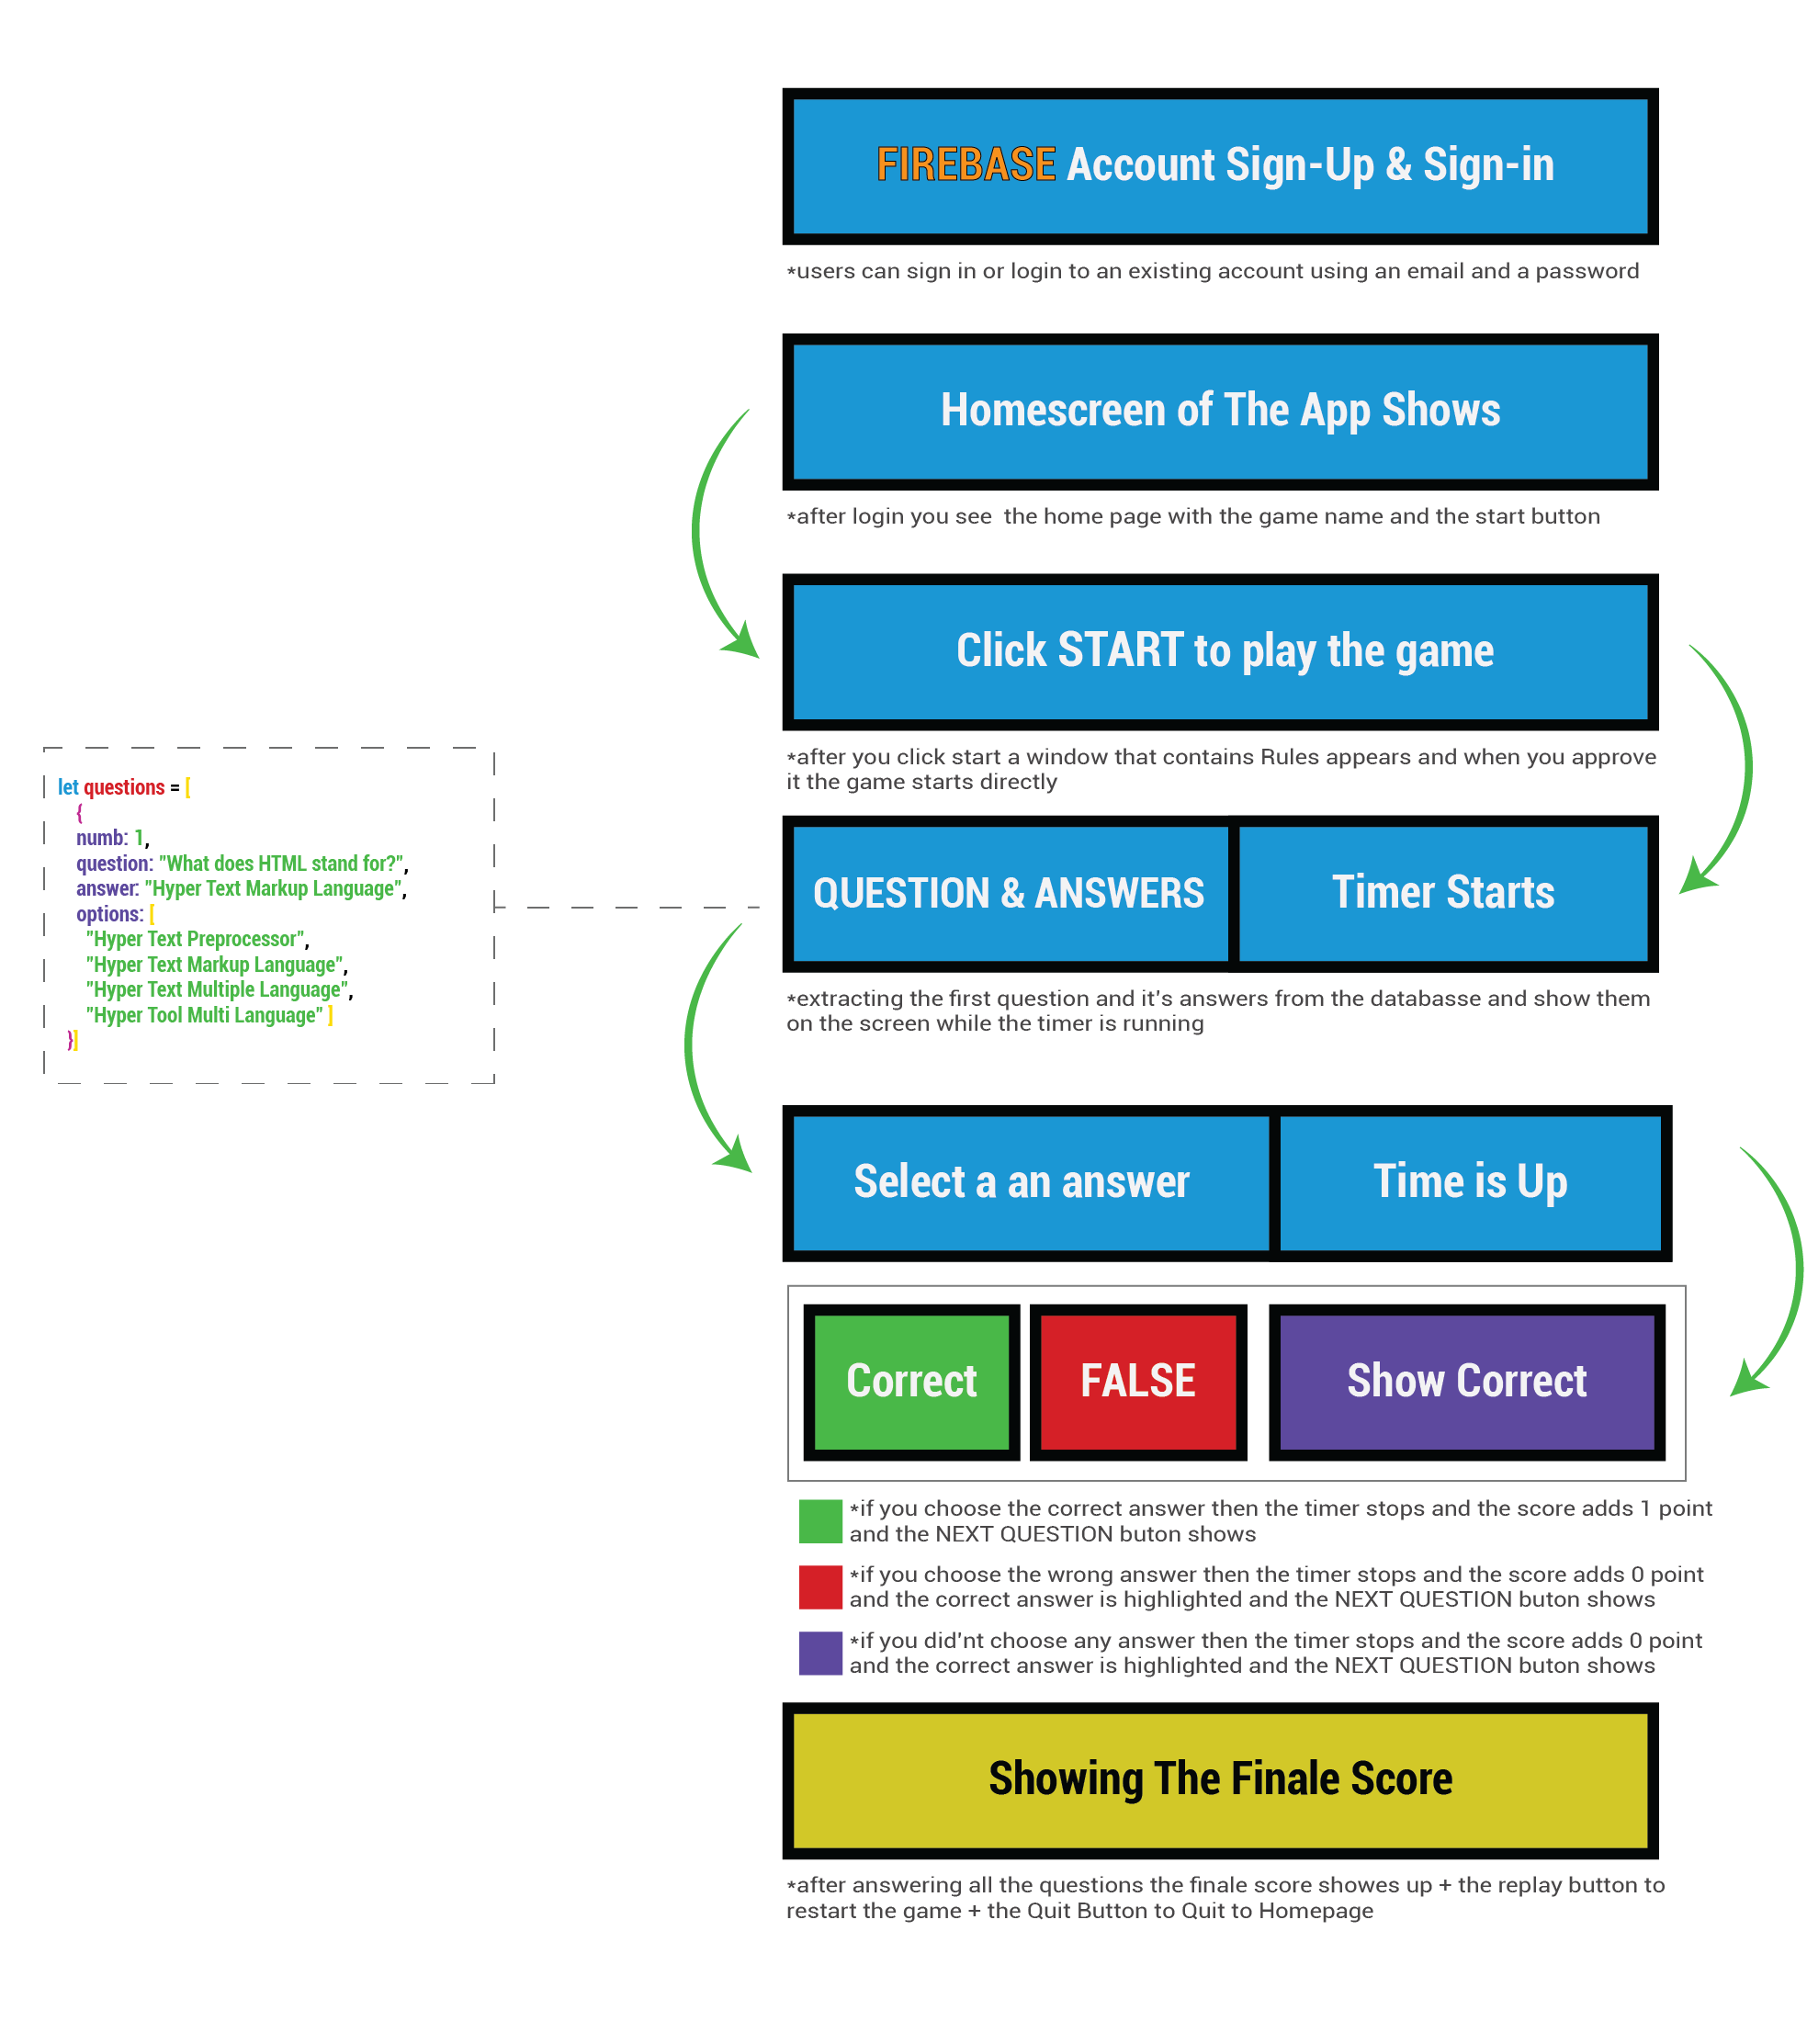 FIREBASE Account Sign-Up & Sign-in
*users can sign in or login to an existing account using an email and a password
Homescreen of The App Shows
*after login you see  the home page with the game name and the start button
Click START to play the game
*after you click start a window that contains Rules appears and when you approve
it the game starts directly
let questions = [
{
numb: 1,
question: "What does HTML stand for?",
answer: "Hyper Text Markup Language",
options: [
"Hyper Text Preprocessor",
"Hyper Text Markup Language",
"Hyper Text Multiple Language",
"Hyper Tool Multi Language" ]
}]
QUESTION & ANSWERS
Timer Starts
*extracting the first question and it's answers from the databasse and show them
on the screen while the timer is running
Select a an answer
Time is Up
Correct
FALSE
Show Correct
*if you choose the correct answer then the timer stops and the score adds 1 point
and the NEXT QUESTION buton shows
*if you choose the wrong answer then the timer stops and the score adds 0 point
and the correct answer is highlighted and the NEXT QUESTION buton shows
*if you did'nt choose any answer then the timer stops and the score adds 0 point
and the correct answer is highlighted and the NEXT QUESTION buton shows
Showing The Finale Score
*after answering all the questions the finale score showes up + the replay button to
restart the game + the Quit Button to Quit to Homepage